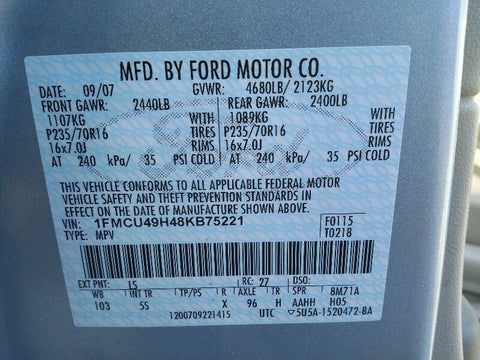 MFD. BY FORD MOTOR CO.
DATE: 09/07 GVWR: 4680LB/ 2123KG
FRONT GAWR: 2440LB REAR GAWR: 2400LB
1107KG WITH 1089KG WITH
P235/70R16 TIRES P235/70R16 TIRES
16x7.0J RIMS 16x7.0J RIMS
AT 240 kPa/ 35 PSI COLD AT 240 kPa/ 35 PSI COLD
THIS VEHICLE CONFORMS TO ALL APPLICABLE FEDERAL MOTOR
VEHICLE SAFETY AND THEFT PREVENTION STANDARDS IN
EFFECT ON THE DATE OF MANUFACTURE SHOWN ABOVE.
VIN: 1FMCU49H48KB75221 F0115
TYPE: MPV T0218
EXT PNT: LS RC: 27 DSO:
WB INT TR TP/PS R AXLE TR SPR 8M71A
103 5S X 96 H AAHH H05
1200709221415 UTC 5U5A-1520472-BA